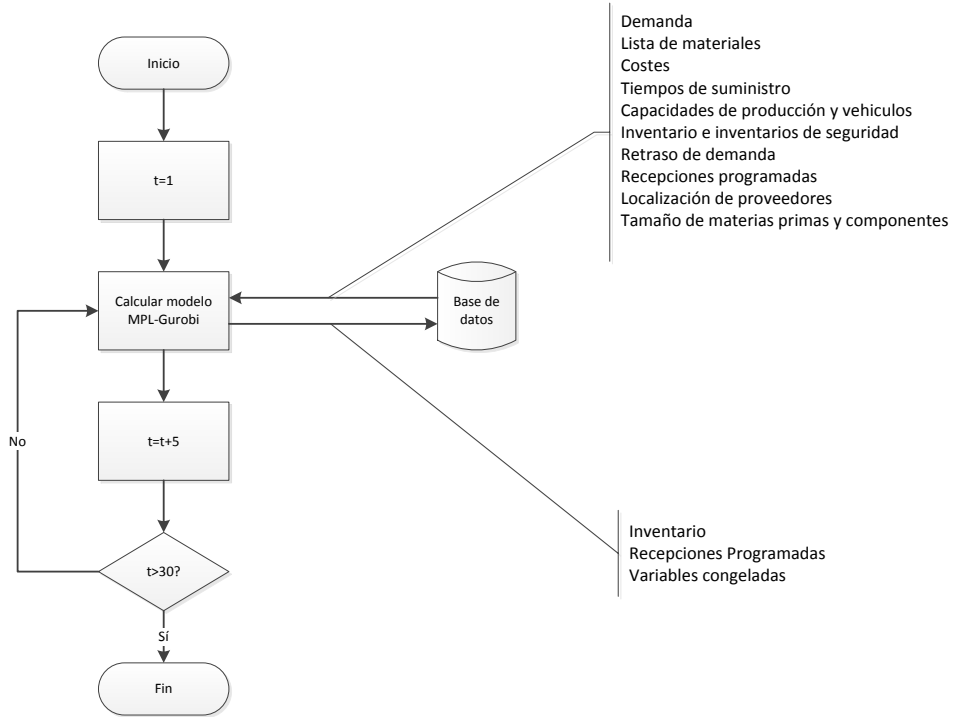 Inicio
t=1
Calcular modelo
MPL-Gurobi
t=t+5
t>30?
No
Sí
Fin
Base de
datos
Demanda
Lista de materiales
Costes
Tiempos de suministro
Capacidades de producción y vehiculos
Inventario e inventarios de seguridad
Retraso de demanda
Recepciones programadas
Localización de proveedores
Tamaño de materias primas y componentes
Inventario
Recepciones Programadas
Variables congeladas